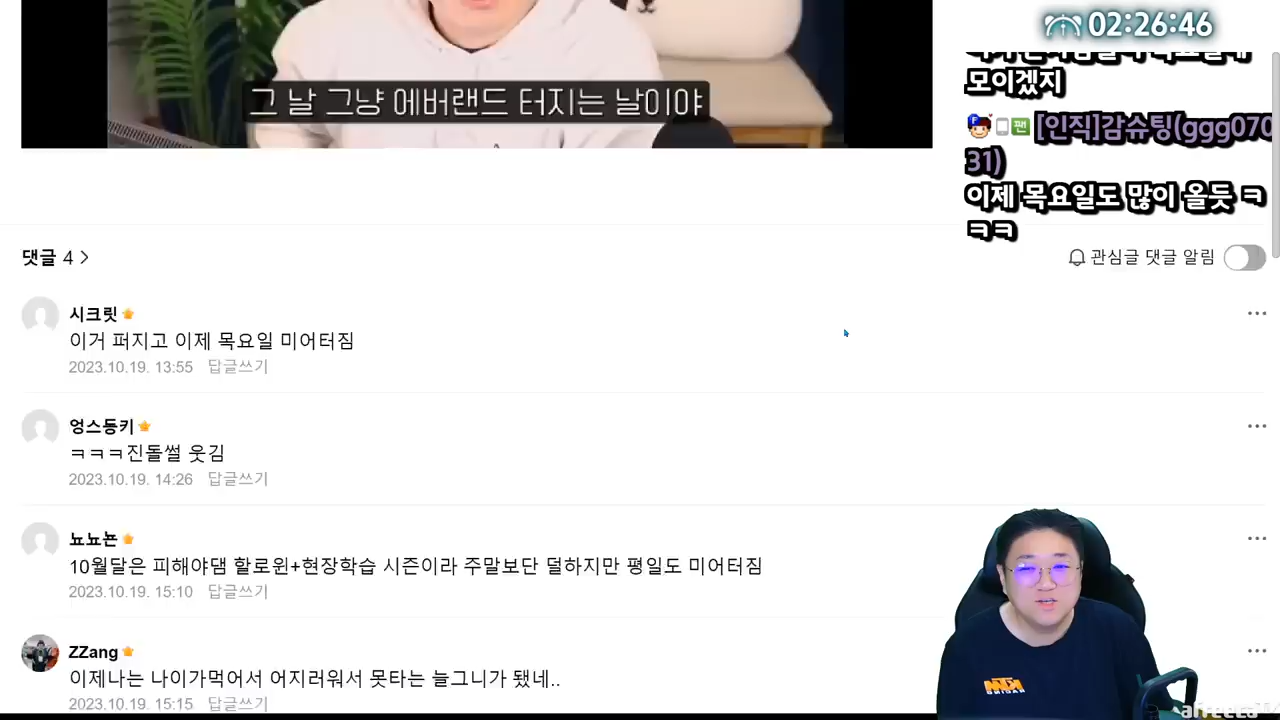 02:26:46
모이겠지
[인직]감슈팅(ggg070
31)
이제 목요일도 많이 올듯 ㅋ
ㅋㅋ
그 날 그냥 에버랜드 터지는 날이야
댓글 4
관심글 댓글 알림
시크릿
이거 퍼지고 이제 목요일 미어터짐
2023.10.19. 13:55 답글쓰기
엉스동키
ㅋㅋㅋ진돌썰 웃김
2023.10.19. 14:26 답글쓰기
뇨뇨뇬
10월달은 피해야댐 할로윈+현장학습 시즌이라 주말보단 덜하지만 평일도 미어터짐
2023.10.19. 15:10 답글쓰기
ZZang
이제나는 나이가먹어서 어지러워서 못타는 늘그니가 됐네..
2023.10.19. 15:15 답글쓰기